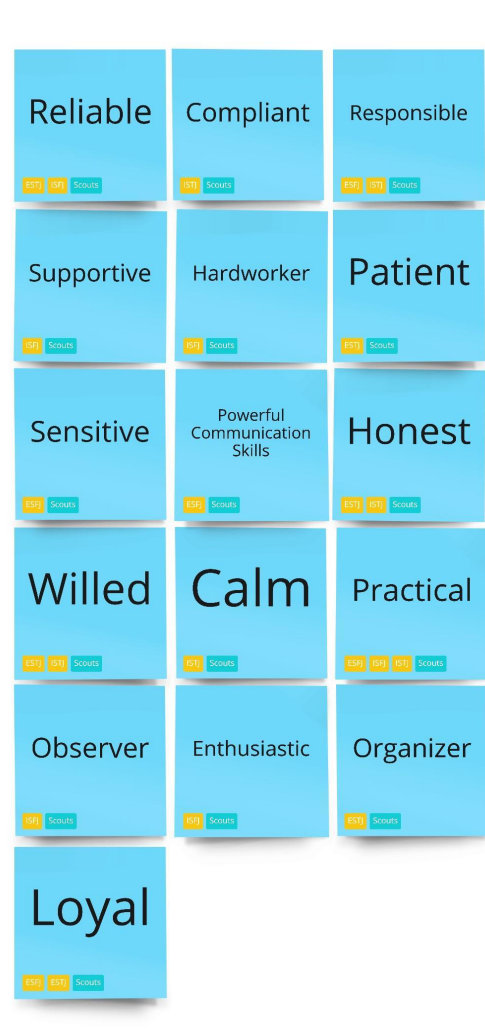 Reliable
Compliant
Responsible
ESTJ ISFJ Scouts
ISTJ Scouts
ESFJ ISTJ Scouts
Supportive
Hardworker
Patient
ISFJ Scouts
ISFJ Scouts
ESTJ Scouts
Sensitive
Powerful
Communication
Skills
Honest
ESFJ Scouts
ESFJ Scouts
ESTJ ISTJ Scouts
Willed
Calm
Practical
ESTJ ISTJ Scouts
ISTJ Scouts
ESFJ ISFJ ISTJ Scouts
Observer
Enthusiastic
Organizer
ISFJ Scouts
ISFJ Scouts
ESTJ Scouts
Loyal
ESFJ ESTJ Scouts